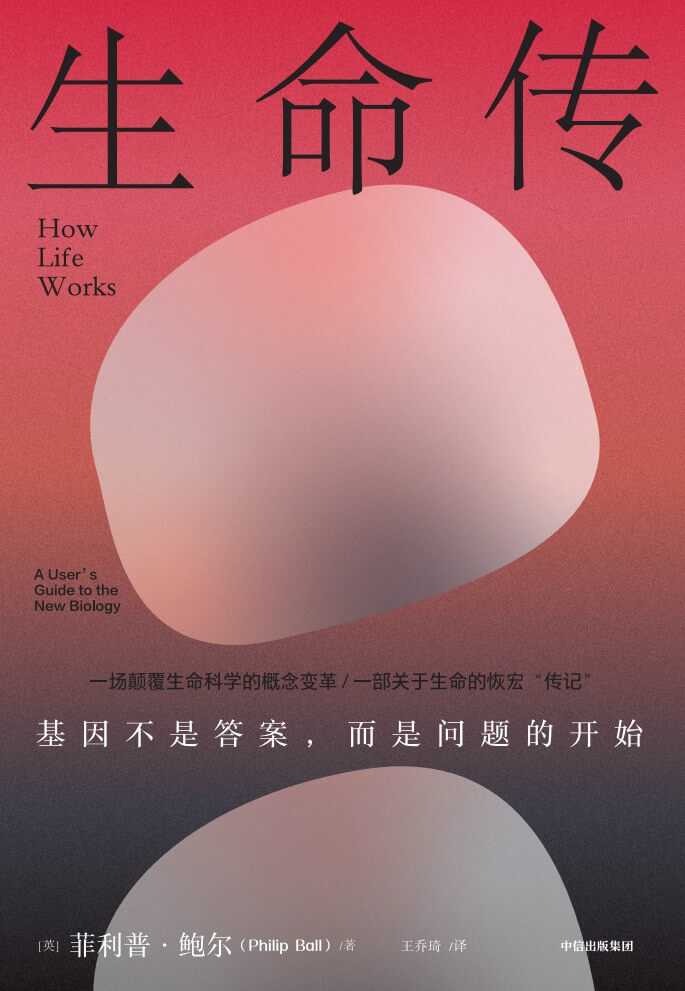 生命传
How
Life
Works
A User's
Guide to the
New Biology
一场颠覆生命科学的概念变革 / 一部关于生命的恢宏“传记”
基因不是答案，而是问题的开始
[英] 菲利普·鲍尔（Philip Ball）/著 王乔琦 /译 中信出版集团